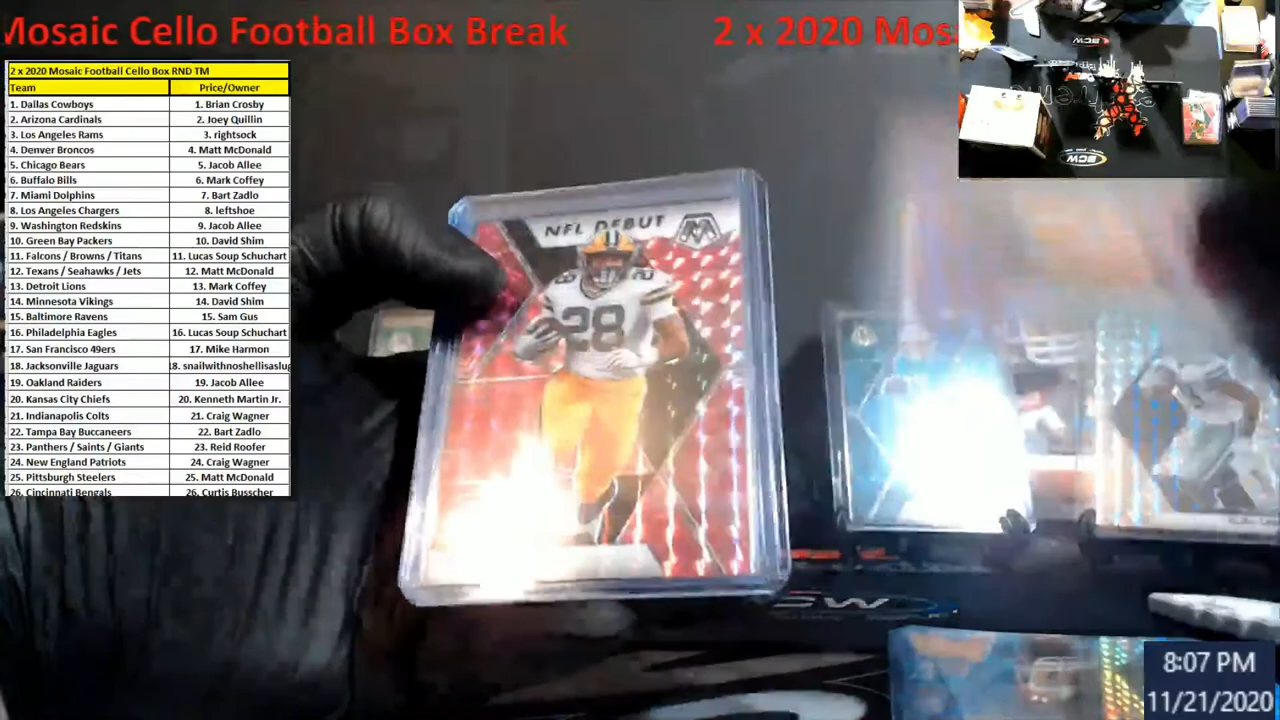 Mosaic Cello Football Box Break 2 x 2020 Mos
2 x 2020 Mosaic Football Cello Box RND TM
Team Price/Owner
1. Dallas Cowboys 1. Brian Crosby
2. Arizona Cardinals 2. Joey Quillin
3. Los Angeles Rams 3. rightsock
4. Denver Broncos 4. Matt McDonald
5. Chicago Bears 5. Jacob Allee
6. Buffalo Bills 6. Mark Coffey
7. Miami Dolphins 7. Bart Zadlo
8. Los Angeles Chargers 8. leftshoe
9. Washington Redskins 9. Jacob Allee
10. Green Bay Packers 10. David Shim
11. Falcons / Browns / Titans 11. Lucas Soup Schuchart
12. Texans / Seahawks / Jets 12. Matt McDonald
13. Detroit Lions 13. Mark Coffey
14. Minnesota Vikings 14. David Shim
15. Baltimore Ravens 15. Sam Gus
16. Philadelphia Eagles 16. Lucas Soup Schuchart
17. San Francisco 49ers 17. Mike Harmon
18. Jacksonville Jaguars 18. snailwithnoshellisaslug
19. Oakland Raiders 19. Jacob Allee
20. Kansas City Chiefs 20. Kenneth Martin Jr.
21. Indianapolis Colts 21. Craig Wagner
22. Tampa Bay Buccaneers 22. Bart Zadlo
23. Panthers / Saints / Giants 23. Reid Roofer
24. New England Patriots 24. Craig Wagner
25. Pittsburgh Steelers 25. Matt McDonald
26. Cincinnati Bengals 26. Curtis Busscher
NFL DEBUT
28
28
BCW
BCW
8:07 PM
11/21/2020